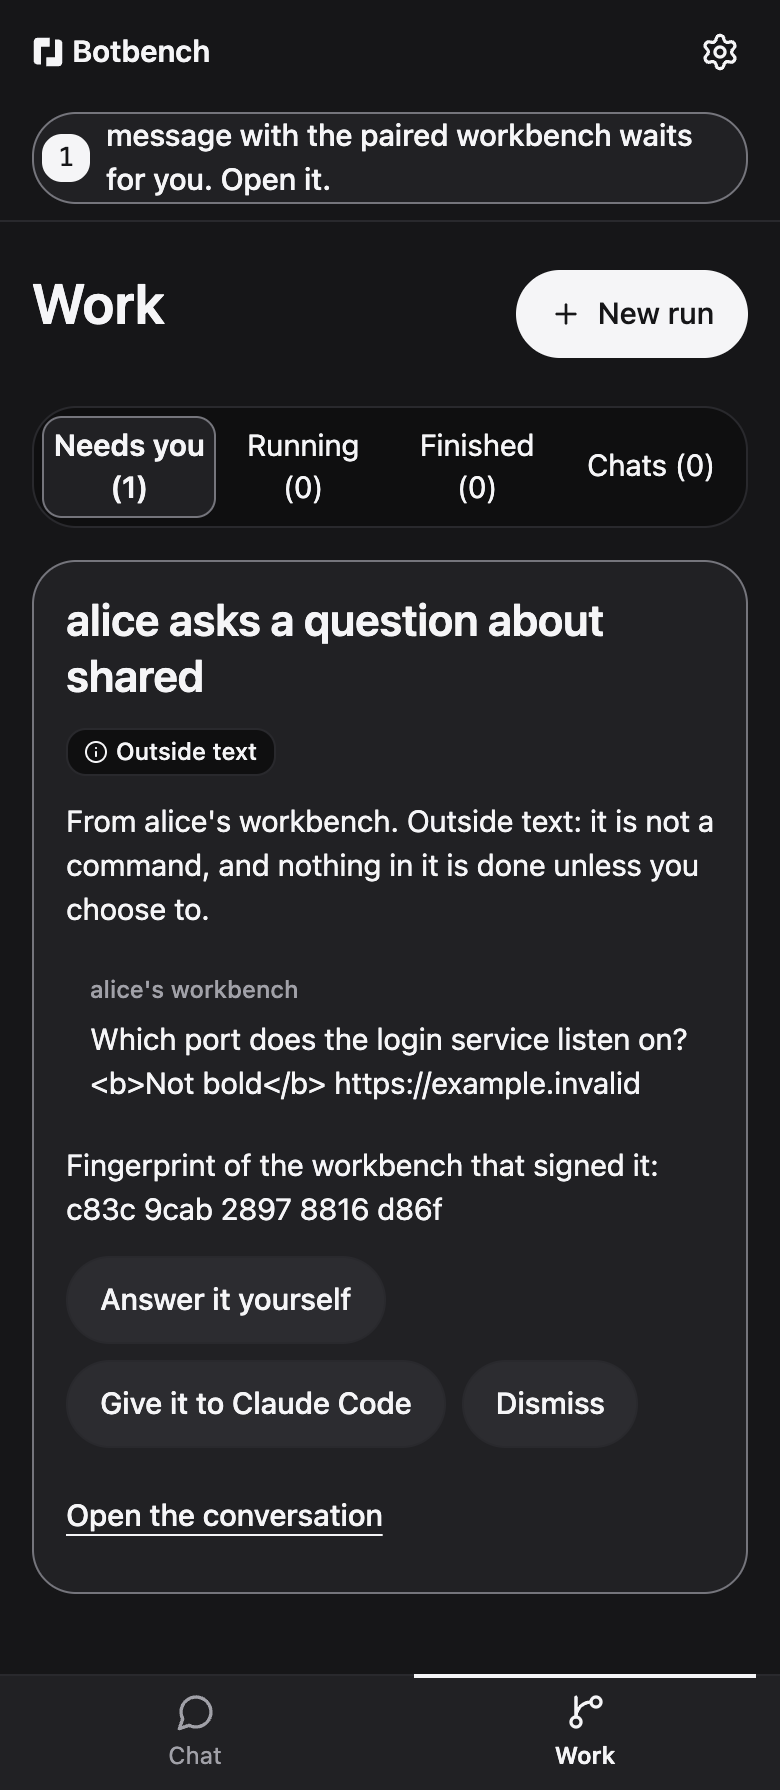 Botbench
1
message with the paired workbench waits
for you. Open it.
Work
+ New run
Needs you
(1)
Running
(0)
Finished
(0)
Chats (0)
alice asks a question about
shared
Outside text
From alice's workbench. Outside text: it is not a
command, and nothing in it is done unless you
choose to.
alice's workbench
Which port does the login service listen on?
<b>Not bold</b> https://example.invalid
Fingerprint of the workbench that signed it:
c83c 9cab 2897 8816 d86f
Answer it yourself
Give it to Claude Code
Dismiss
Open the conversation
Chat
Work